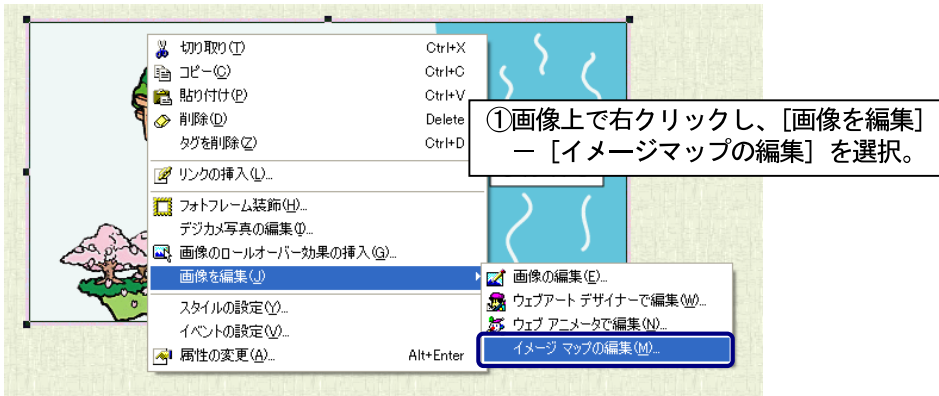 切り取り(T) Ctrl+X
コピー(C) Ctrl+C
貼り付け(P) Ctrl+V
削除(D) Delete
タグを削除(Z) Ctrl+D
リンクの挿入(L)...
フォトフレーム装飾(H)...
デジカメ写真の編集(I)...
画像のロールオーバー効果の挿入(G)...
画像を編集(J)
スタイルの設定(Y)...
イベントの設定(V)...
属性の変更(A)... Alt+Enter
①画像上で右クリックし、[画像を編集]
－［イメージマップの編集］を選択。
画像の編集(E)...
ウェブアート デザイナーで編集(W)...
ウェブ アニメータで編集(N)...
イメージ マップの編集(M)...